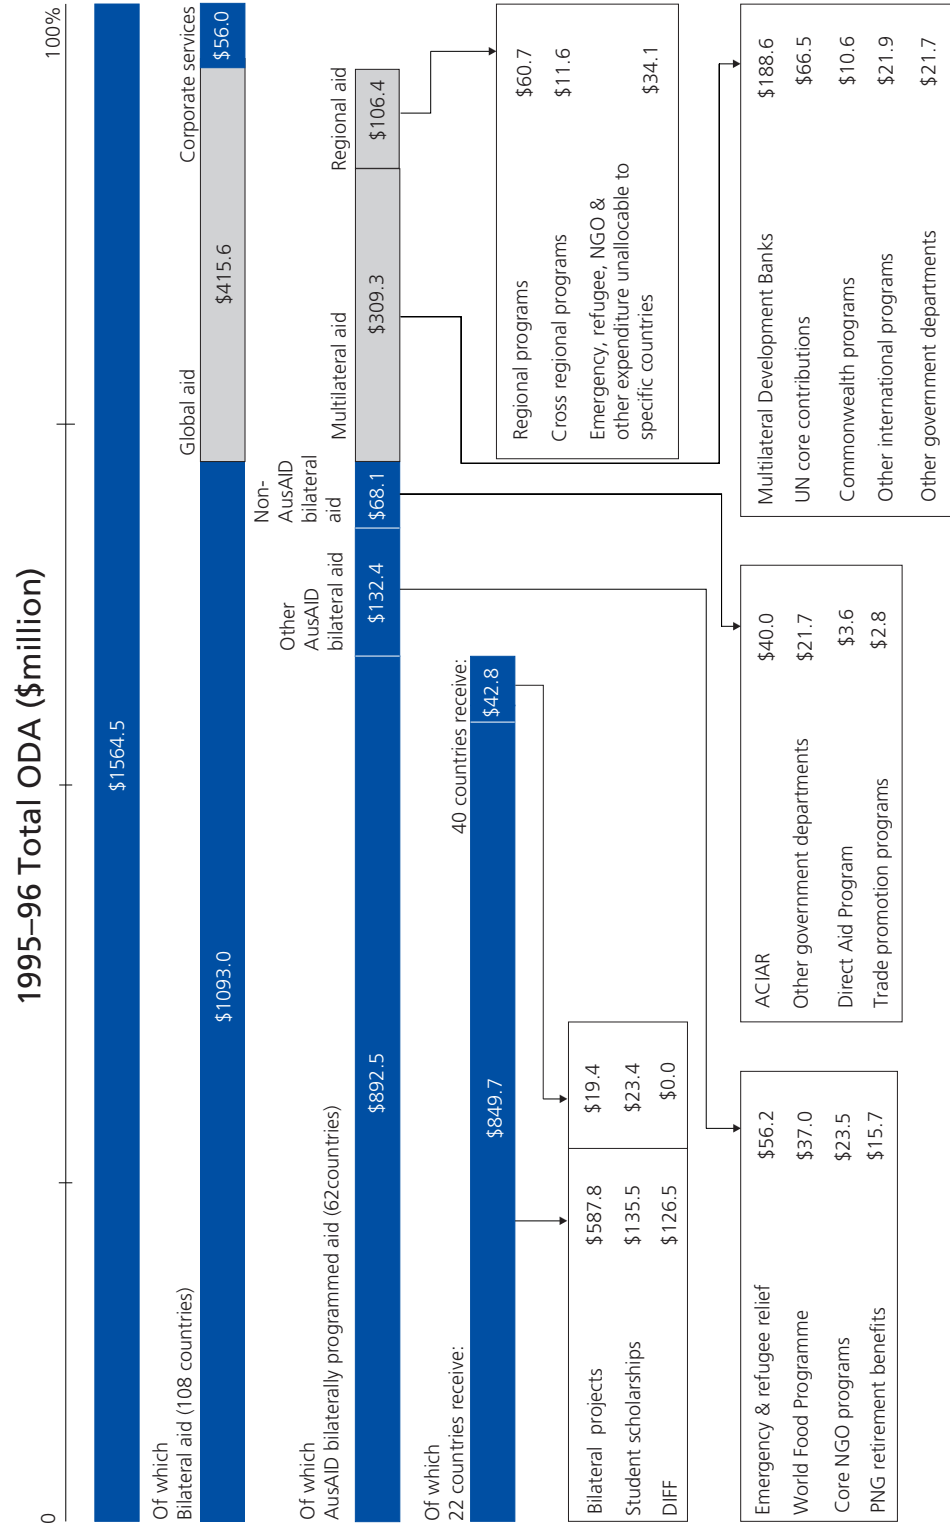 1995–96 Total ODA ($million)
0
100%
$1564.5
Of which
Bilateral aid (108 countries)
Global aid
Corporate services
$1093.0
$415.6
$56.0
Of which
AusAID bilaterally programmed aid (62countries)
Other
AusAID
bilateral aid
Non-
AusAID
bilateral
aid
Multilateral aid
Regional aid
$892.5
$132.4
$68.1
$309.3
$106.4
Of which
22 countries receive:
40 countries receive:
$849.7
$42.8
Bilateral projects $587.8 $19.4
Student scholarships $135.5 $23.4
DIFF $126.5 $0.0
Regional programs $60.7
Cross regional programs $11.6
Emergency, refugee, NGO &
other expenditure unallocable to
specific countries $34.1
Emergency & refugee relief $56.2
World Food Programme $37.0
Core NGO programs $23.5
PNG retirement benefits $15.7
ACIAR $40.0
Other government departments $21.7
Direct Aid Program $3.6
Trade promotion programs $2.8
Multilateral Development Banks $188.6
UN core contributions $66.5
Commonwealth programs $10.6
Other international programs $21.9
Other government departments $21.7